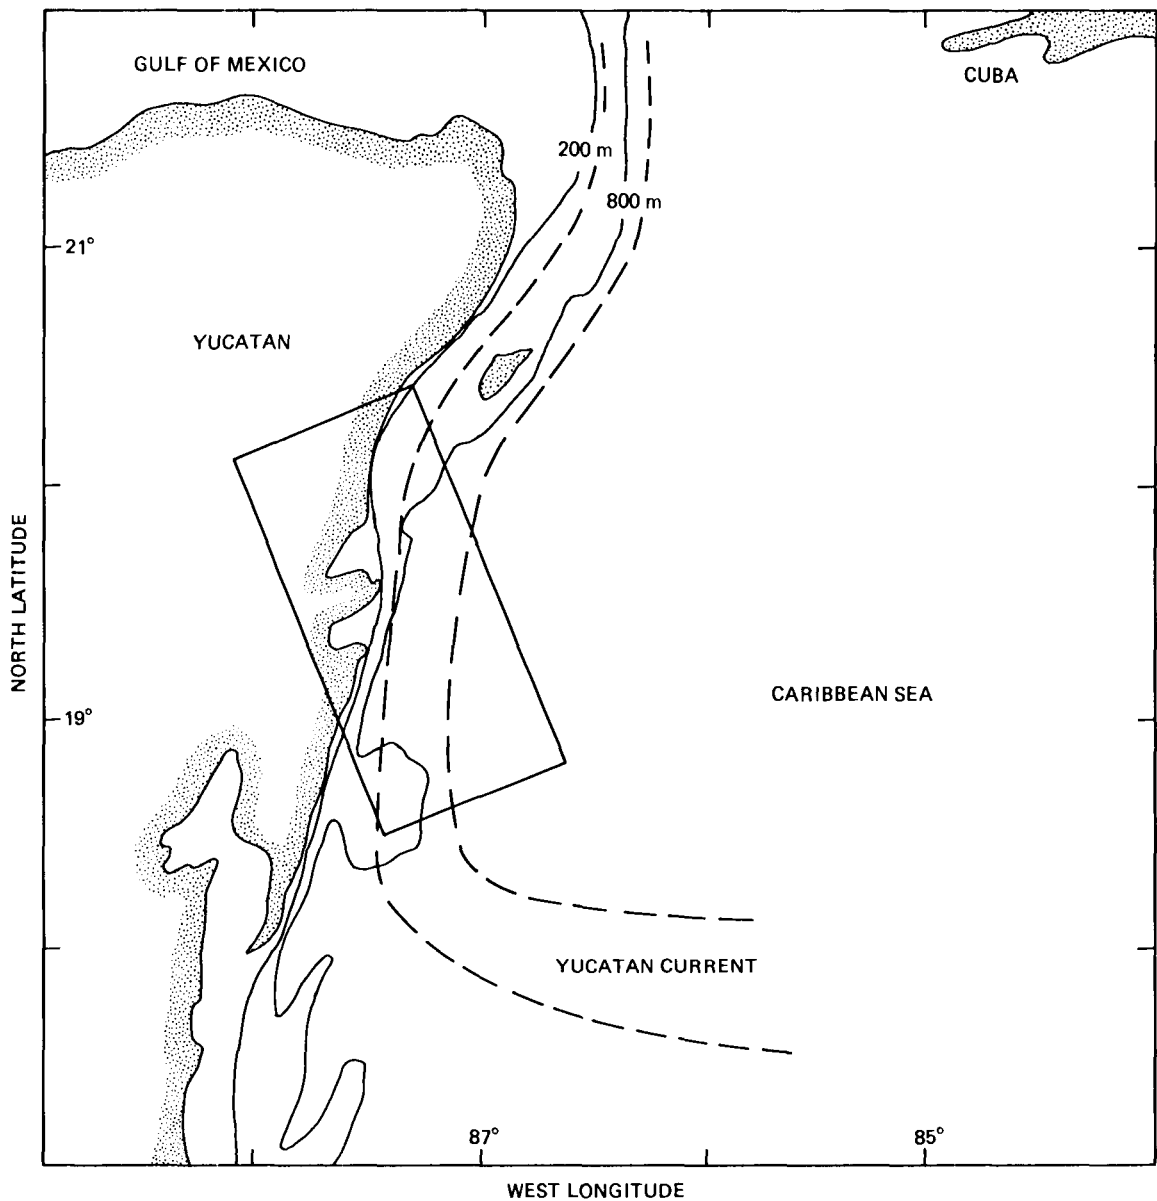 GULF OF MEXICO
CUBA
200 m
800 m
21°
YUCATAN
NORTH LATITUDE
CARIBBEAN SEA
19°
YUCATAN CURRENT
87°
85°
WEST LONGITUDE